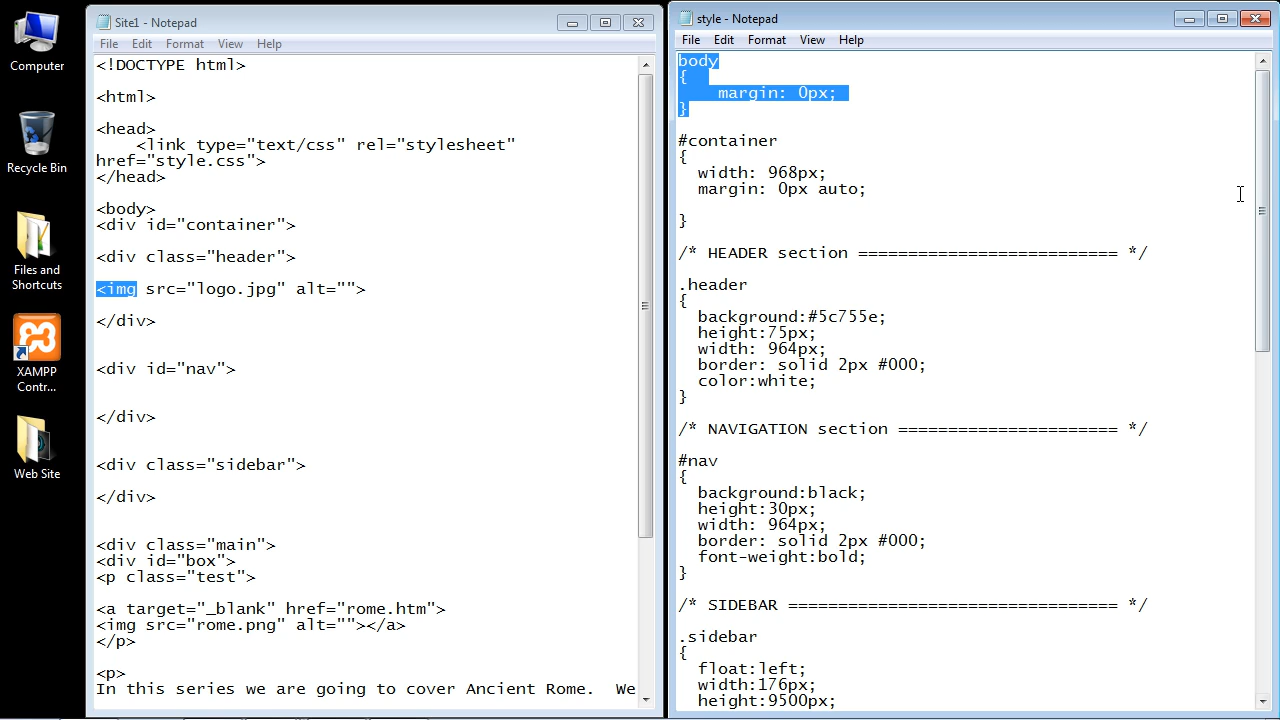 Computer
Recycle Bin
Files and
Shortcuts
XAMPP
Contr...
Web Site
Site1 - Notepad
File Edit Format View Help
<!DOCTYPE html>
<html>
<head>
<link type="text/css" rel="stylesheet"
href="style.css">
</head>
<body>
<div id="container">
<div class="header">
<img src="logo.jpg" alt="">
</div>
<div id="nav">
</div>
<div class="sidebar">
</div>
<div class="main">
<div id="box">
<p class="test">
<a target="_blank" href="rome.htm">
<img src="rome.png" alt=""></a>
</p>
<p>
In this series we are going to cover Ancient Rome.  We
style - Notepad
File Edit Format View Help
body
{
margin: 0px;
}
#container
{
width: 968px;
margin: 0px auto;
}
/* HEADER section ========================== */
.header
{
background:#5c755e;
height:75px;
width: 964px;
border: solid 2px #000;
color:white;
}
/* NAVIGATION section ====================== */
#nav
{
background:black;
height:30px;
width: 964px;
border: solid 2px #000;
font-weight:bold;
}
/* SIDEBAR ================================= */
.sidebar
{
float:left;
width:176px;
height:9500px;